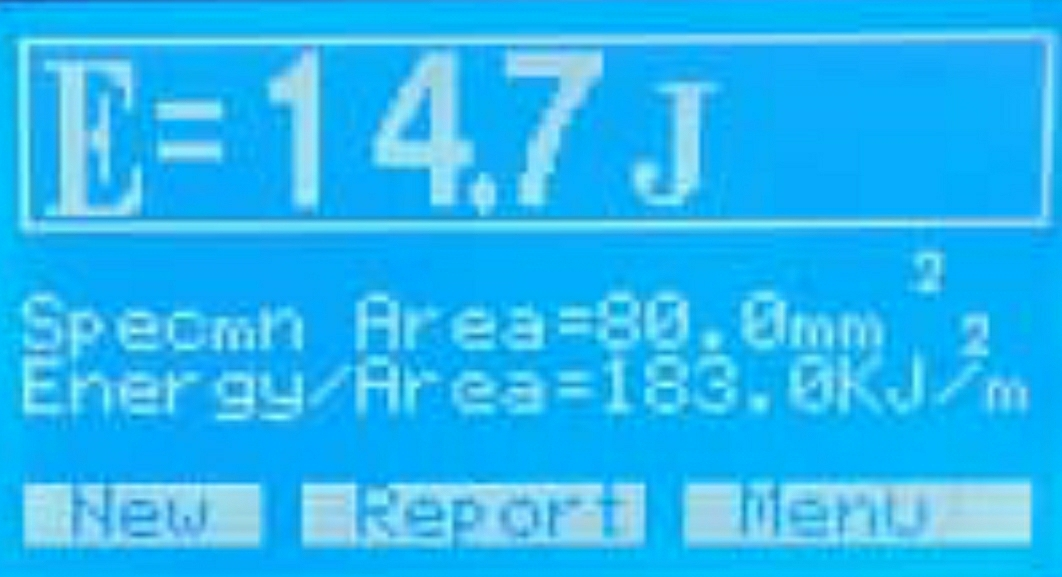 E=14.7J
Specmn Area=80.0mm²
Energy/Area=183.0KJ/m²
New Report Menu